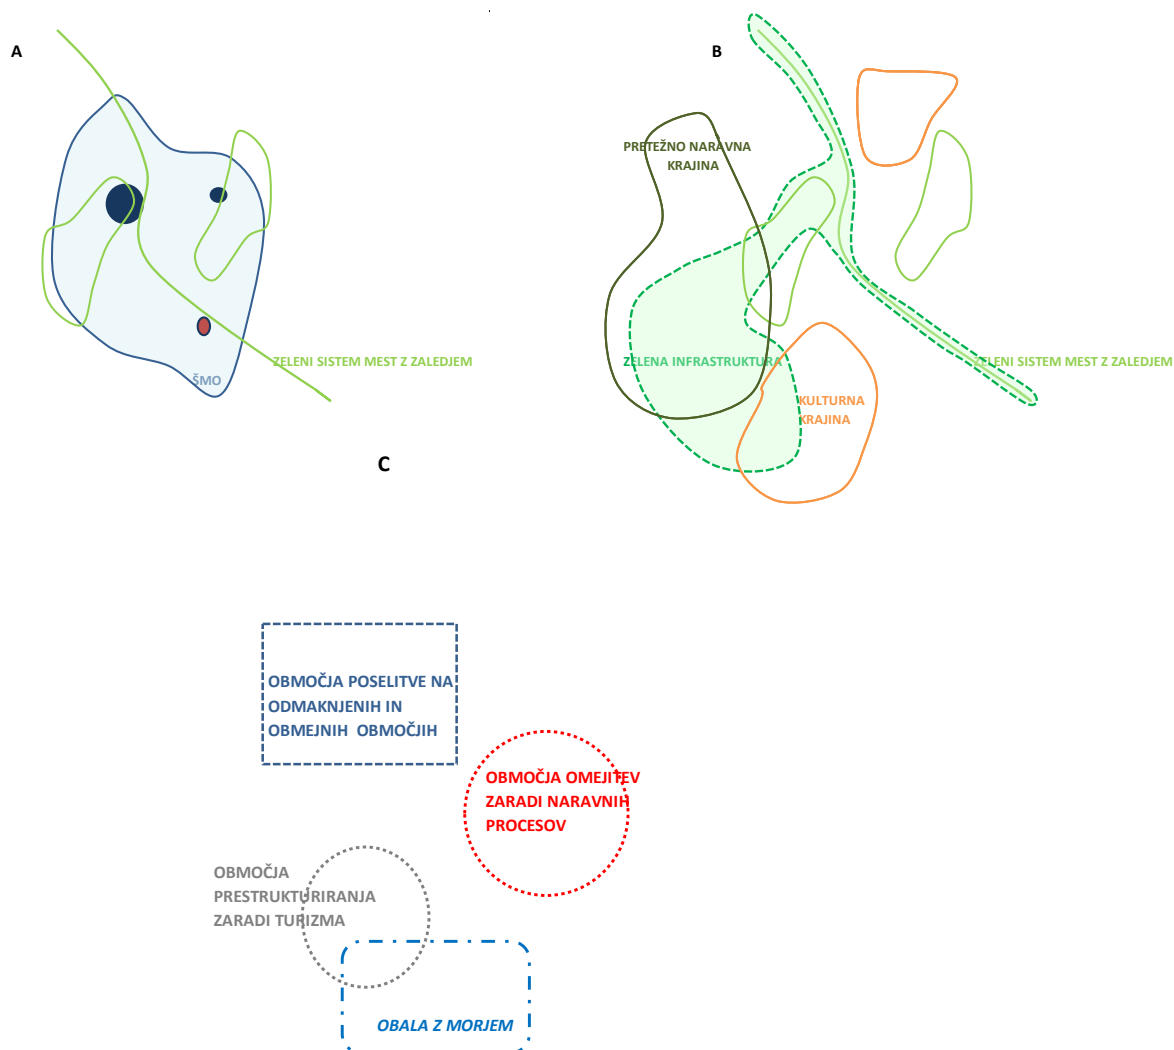 A
ZELENI SISTEM MEST Z ZALEDJEM
ŠMO
B
PRETEŽNO NARAVNA
KRAJINA
ZELENA INFRASTRUKTURA
ZELENI SISTEM MEST Z ZALEDJEM
KULTURNA
KRAJINA
C
OBMOČJA POSELITVE NA
ODMAKNJENIH IN
OBMEJNIH OBMOČJIH
OBMOČJA OMEJITEV
ZARADI NARAVNIH
PROCESOV
OBMOČJA
PRESTRUKTURIRANJA
ZARADI TURIZMA
OBALA Z MORJEM